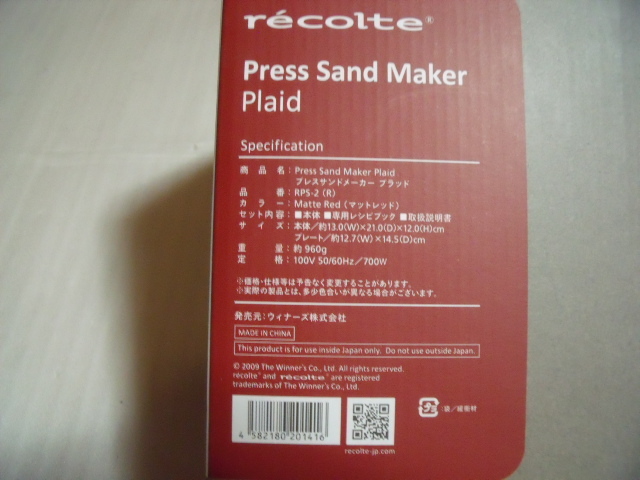 récolte®
Press Sand Maker
Plaid
Specification
商品名：Press Sand Maker Plaid
プレスサンドメーカー プラッド
品番：RPS-2 (R)
カラー：Matte Red（マットレッド）
セット内容：■本体 ■専用レシピブック ■取扱説明書
サイズ：本体／約13.0(W)×21.0(D)×12.0(H)cm
プレート／約12.7(W)×14.5(D)cm
重量：約 960g
定格：100V 50/60Hz／700W
※価格・仕様等は予告なく変更することがあります。
※実際の製品とは、多少色合いが異なる場合がございます。
発売元：ウィナーズ株式会社
MADE IN CHINA
This product is for use inside Japan only. Do not use outside Japan.
© 2009 The Winner's Co., Ltd. All rights reserved.
récolte® and récolte® are registered
trademarks of The Winner's Co., Ltd.
プラ：袋／緩衝材
4 582180 201416
recolte-jp.com